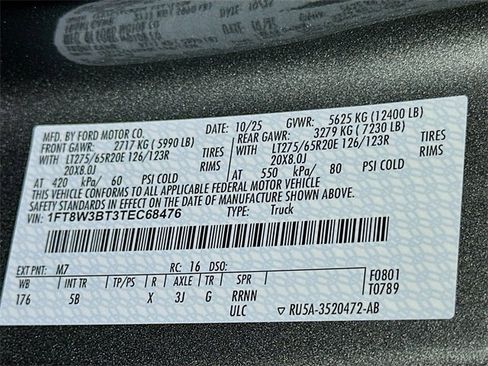 MFD. BY FORD MOTOR CO.
DATE: 10/25 GVWR: 5625 KG (12400 LB)
FRONT GAWR: 2717 KG (5990 LB) REAR GAWR: 3279 KG (7230 LB)
WITH LT275/65R20E 126/123R TIRES WITH LT275/65R20E 126/123R TIRES
20X8.0J RIMS 20X8.0J RIMS
AT 420 kPa/ 60 PSI COLD AT 550 kPa/ 80 PSI COLD
THIS VEHICLE CONFORMS TO ALL APPLICABLE FEDERAL MOTOR VEHICLE
SAFETY STANDARDS IN EFFECT ON THE DATE OF MANUFACTURE SHOWN ABOVE.
VIN: 1FT8W3BT3TEC68476 TYPE: Truck
EXT PNT: M7 RC: 16 DSO:
WB INT TR TP/PS R AXLE TR SPR
176 5B X 3J G RRNN
ULC
F0801
T0789
RU5A-3520472-AB